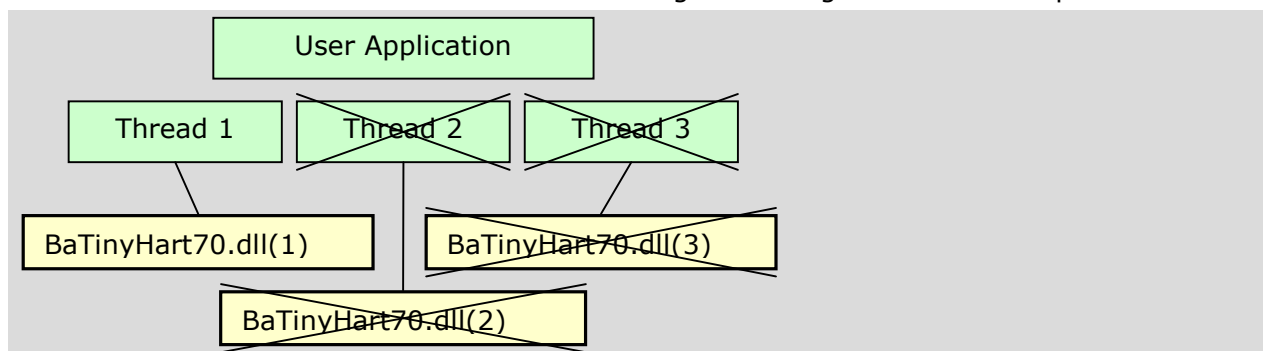 User Application
Thread 1
Thread 2
Thread 3
BaTinyHart70.dll(1)
BaTinyHart70.dll(3)
BaTinyHart70.dll(2)